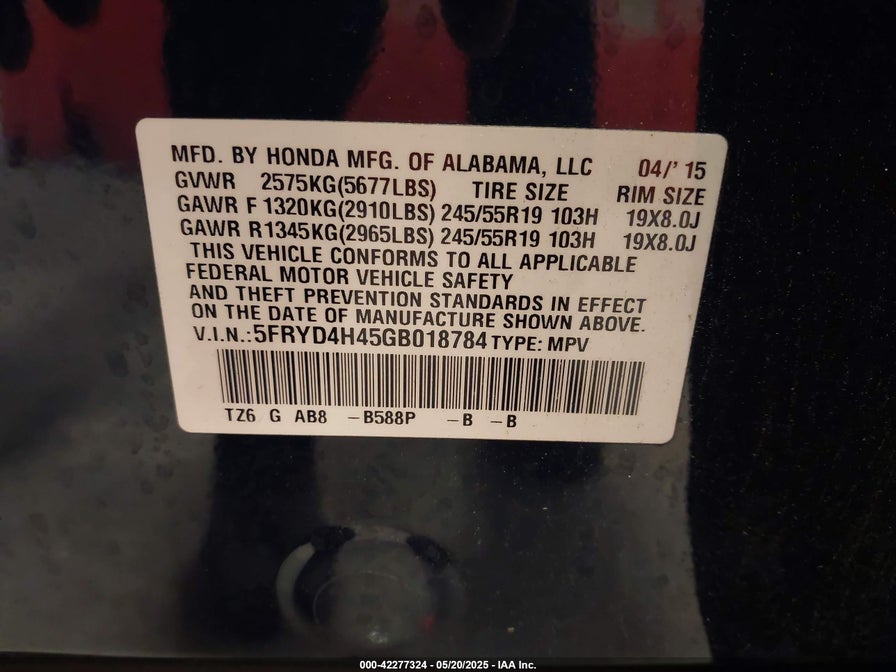 MFD. BY HONDA MFG. OF ALABAMA, LLC 04/' 15
GVWR 2575KG(5677LBS) TIRE SIZE RIM SIZE
GAWR F 1320KG(2910LBS) 245/55R19 103H 19X8.0J
GAWR R1345KG(2965LBS) 245/55R19 103H 19X8.0J
THIS VEHICLE CONFORMS TO ALL APPLICABLE
FEDERAL MOTOR VEHICLE SAFETY
AND THEFT PREVENTION STANDARDS IN EFFECT
ON THE DATE OF MANUFACTURE SHOWN ABOVE.
V.I.N.:5FRYD4H45GB018784 TYPE: MPV
TZ6 G AB8 –B588P –B –B
000-42277324 - 05/20/2025 - IAA Inc.